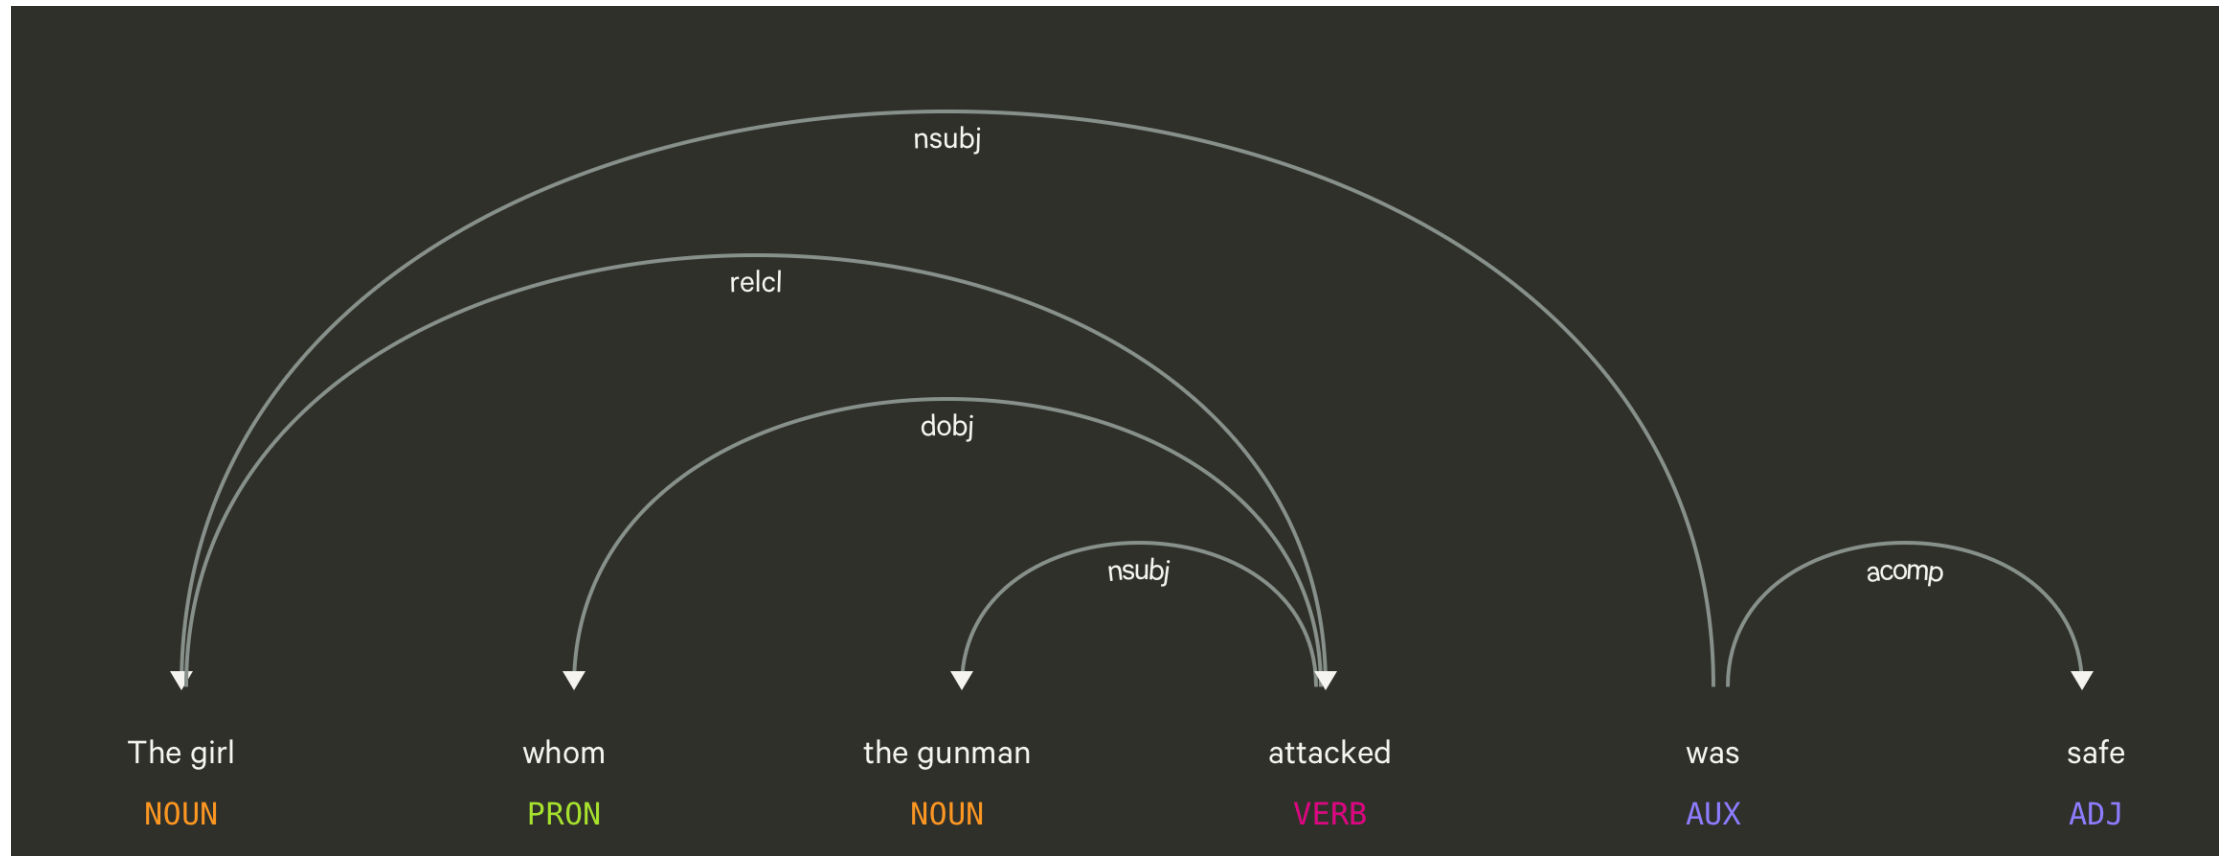 nsubj
relcl
dobj
nsubj acomp
The girl whom the gunman attacked was safe
NOUN PRON NOUN VERB AUX ADJ